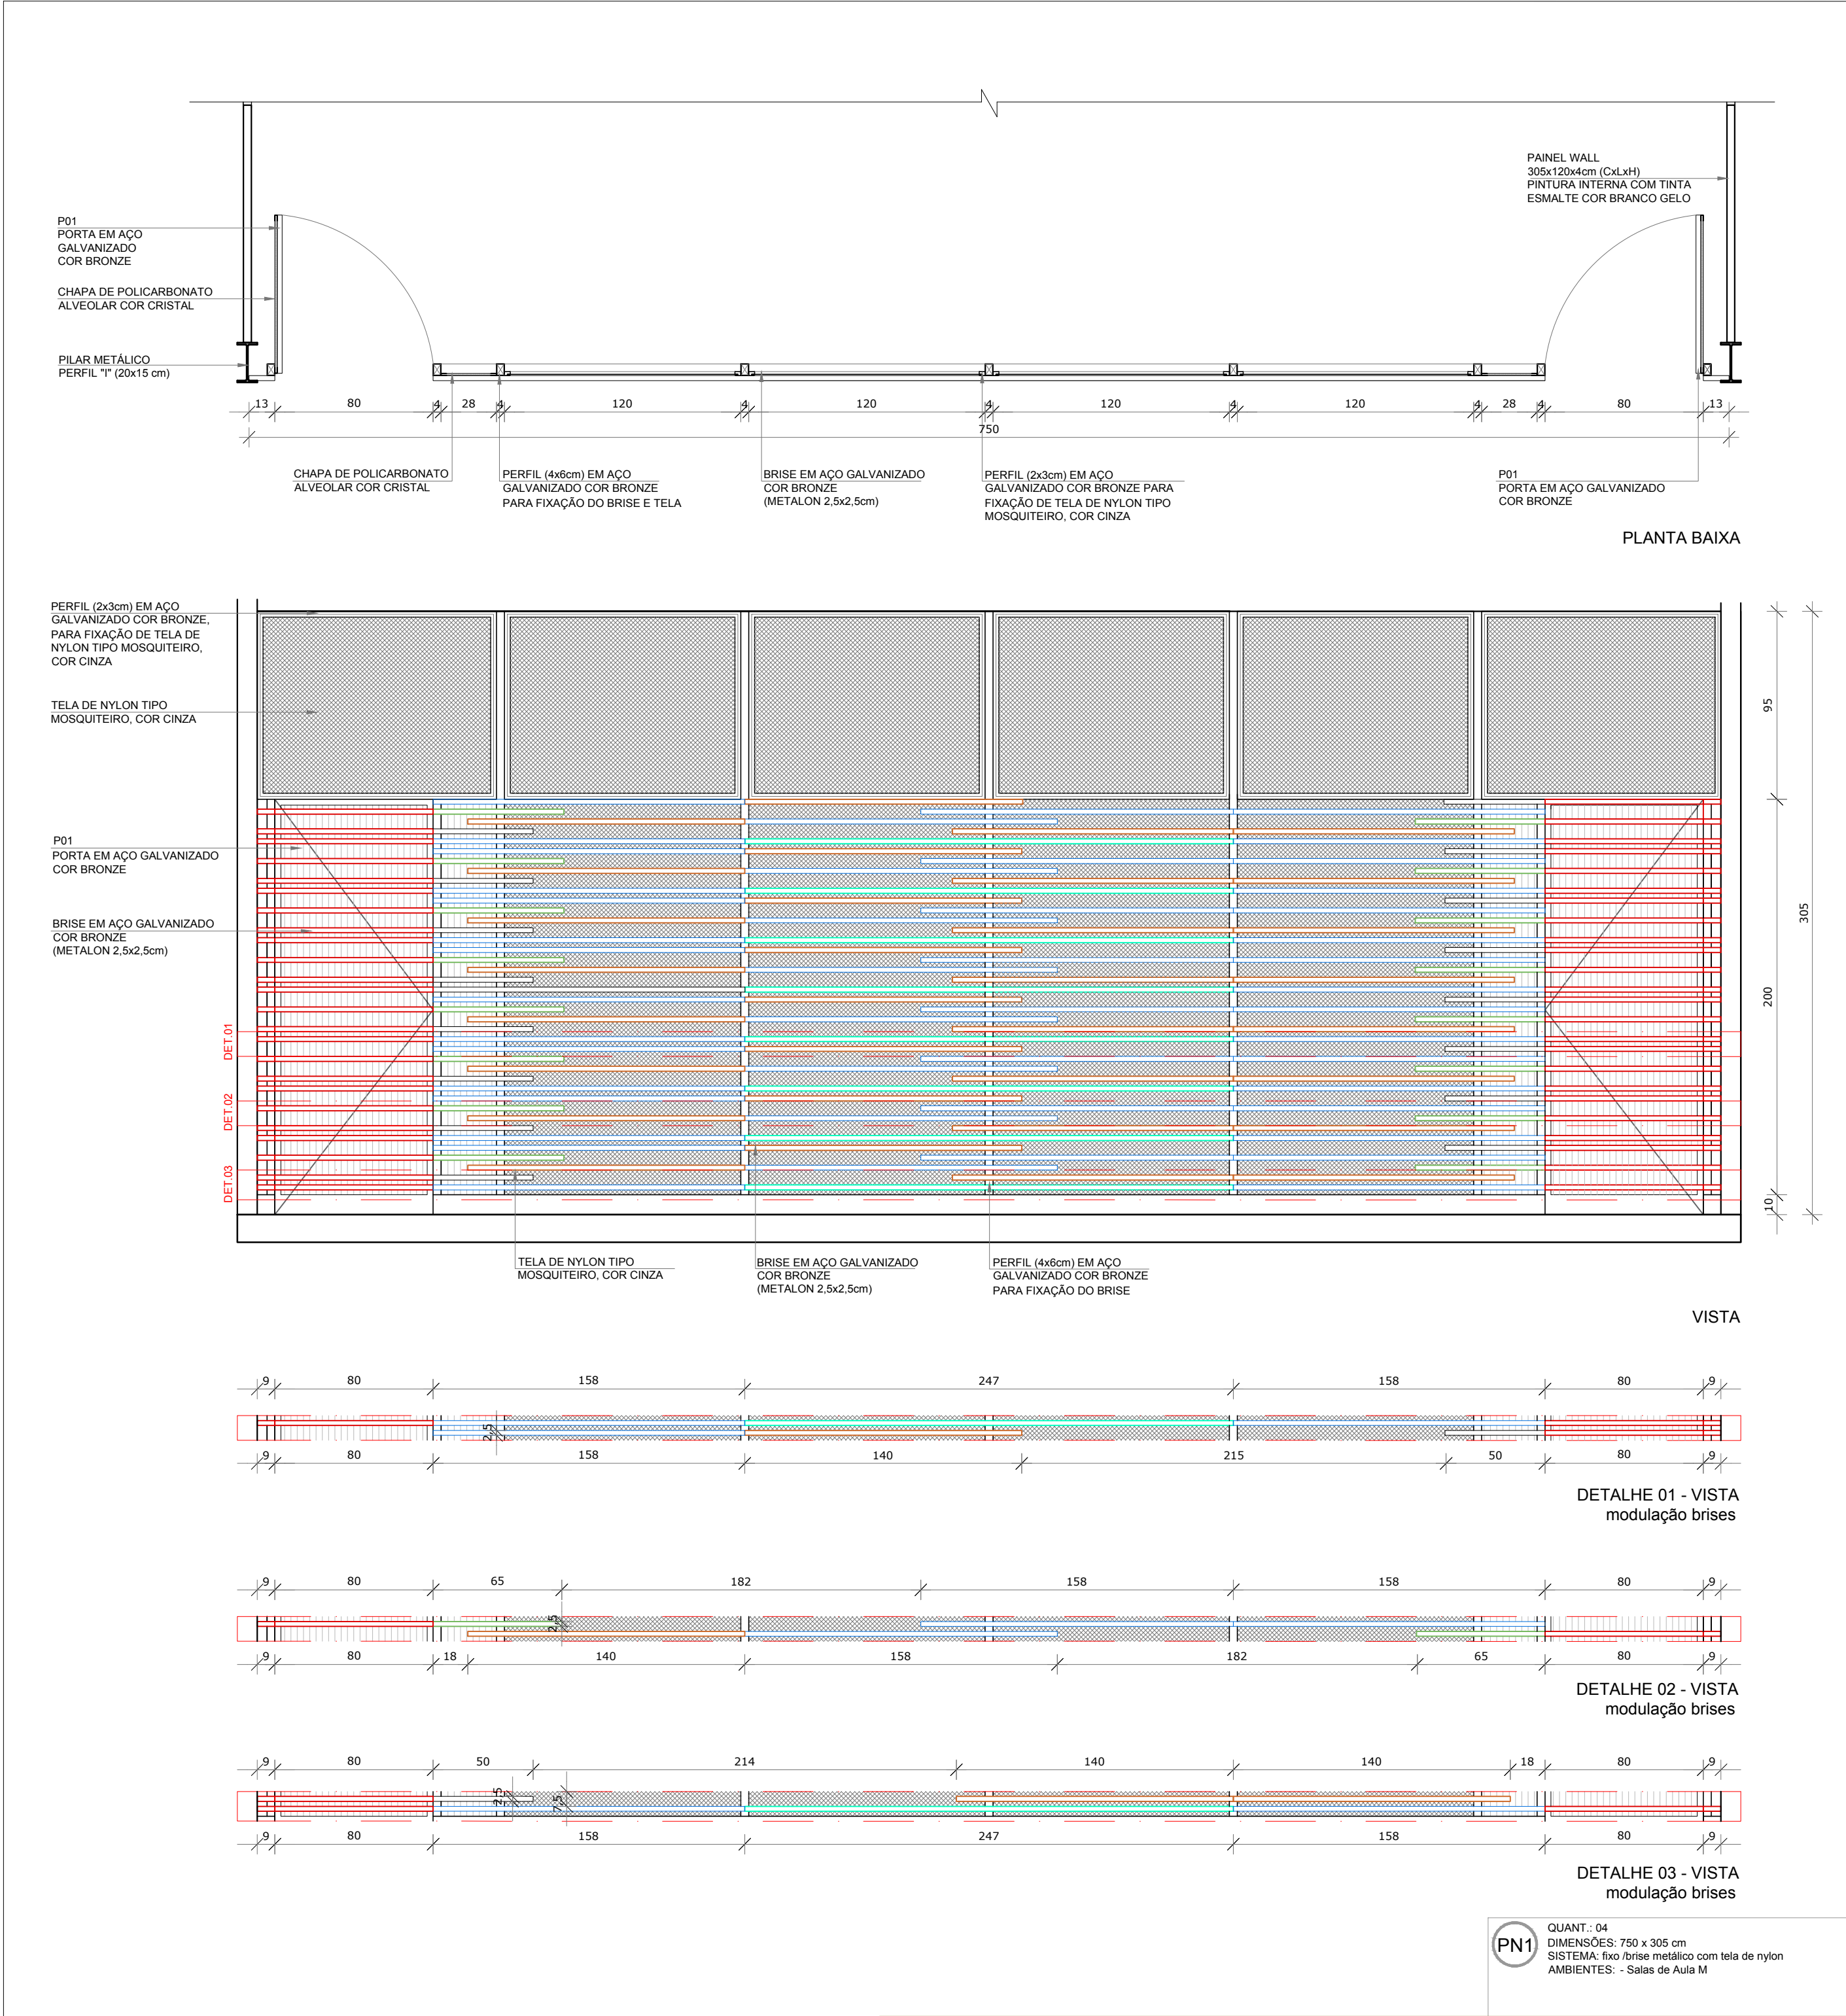 PAINEL WALL
305x120x4cm (CxLxH)
PINTURA INTERNA COM TINTA
ESMALTE COR BRANCO GELO
P01
PORTA EM AÇO
GALVANIZADO
COR BRONZE
CHAPA DE POLICARBONATO
ALVEOLAR COR CRISTAL
PILAR METÁLICO
PERFIL "I" (20x15 cm)
13 80 4 28 4 120 4 120 4 120 4 120 4 28 4 80 13
750
CHAPA DE POLICARBONATO
ALVEOLAR COR CRISTAL
PERFIL (4x6cm) EM AÇO
GALVANIZADO COR BRONZE
PARA FIXAÇÃO DO BRISE E TELA
BRISE EM AÇO GALVANIZADO
COR BRONZE
(METALON 2,5x2,5cm)
PERFIL (2x3cm) EM AÇO
GALVANIZADO COR BRONZE PARA
FIXAÇÃO DE TELA DE NYLON TIPO
MOSQUITEIRO, COR CINZA
P01
PORTA EM AÇO GALVANIZADO
COR BRONZE
PLANTA BAIXA
PERFIL (2x3cm) EM AÇO
GALVANIZADO COR BRONZE,
PARA FIXAÇÃO DE TELA DE
NYLON TIPO MOSQUITEIRO,
COR CINZA
TELA DE NYLON TIPO
MOSQUITEIRO, COR CINZA
P01
PORTA EM AÇO GALVANIZADO
COR BRONZE
BRISE EM AÇO GALVANIZADO
COR BRONZE
(METALON 2,5x2,5cm)
DET.01
DET.02
DET.03
95
305
200
10
TELA DE NYLON TIPO
MOSQUITEIRO, COR CINZA
BRISE EM AÇO GALVANIZADO
COR BRONZE
(METALON 2,5x2,5cm)
PERFIL (4x6cm) EM AÇO
GALVANIZADO COR BRONZE
PARA FIXAÇÃO DO BRISE
VISTA
9 80 158 247 158 80 9
2,5
9 80 158 140 215 50 80 9
DETALHE 01 - VISTA
modulação brises
9 80 65 182 158 158 80 9
2,5
9 80 18 140 158 182 65 80 9
DETALHE 02 - VISTA
modulação brises
9 80 50 214 140 140 18 80 9
2,5 7,5
9 80 158 247 158 80 9
DETALHE 03 - VISTA
modulação brises
PN1
QUANT.: 04
DIMENSÕES: 750 x 305 cm
SISTEMA: fixo /brise metálico com tela de nylon
AMBIENTES: - Salas de Aula M